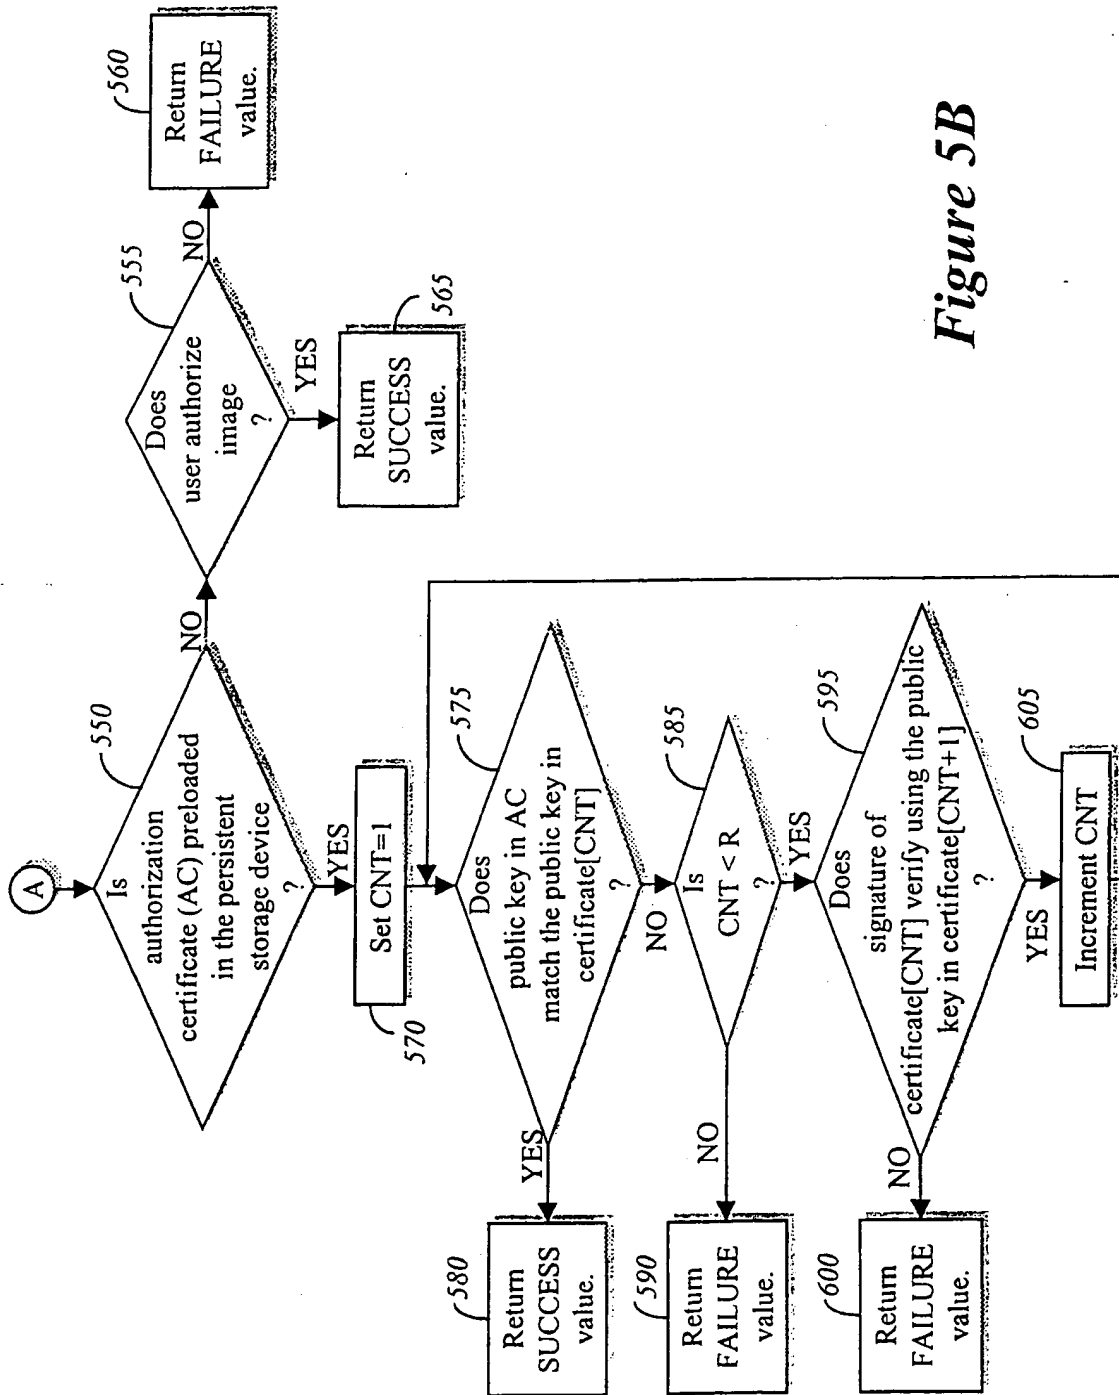 A
550
Is
authorization
certificate (AC) preloaded
in the persistent
storage device
?
NO
YES
555
Does
user authorize
image
?
NO
YES
560
Return
FAILURE
value.
565
Return
SUCCESS
value.
570
Set CNT=1
575
Does
public key in AC
match the public key in
certificate[CNT]
?
YES
NO
580
Return
SUCCESS
value.
585
Is
CNT < R
?
NO
YES
590
Return
FAILURE
value.
595
Does
signature of
certificate[CNT] verify using the public
key in certificate[CNT+1]
?
NO
YES
600
Return
FAILURE
value.
605
Increment CNT
Figure 5B